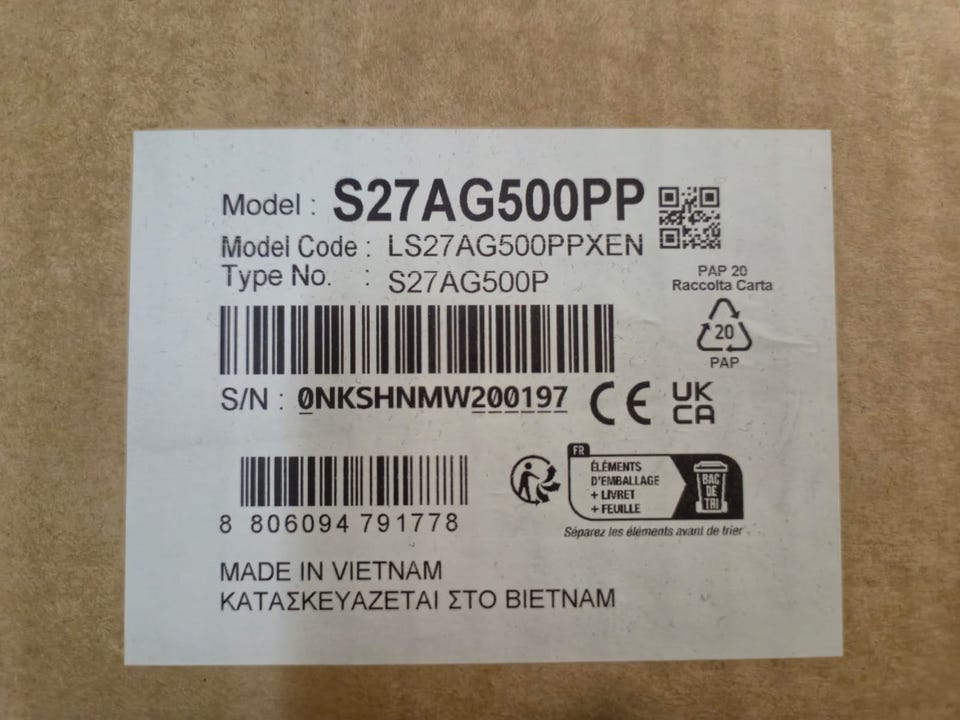 Model : S27AG500PP
Model Code : LS27AG500PPXEN
Type No. : S27AG500P
PAP 20
Raccolta Carta
20
PAP
S/N : 0NKSHNMW200197
CE
UK
CA
FR
ÉLÉMENTS
D'EMBALLAGE
+ LIVRET
+ FEUILLE
BAC
DE
TRI
Séparez les éléments avant de trier
8 806094 791778
MADE IN VIETNAM
ΚΑΤΑΣΚΕΥΑΖΕΤΑΙ ΣΤΟ ΒΙΕΤΝΑΜ